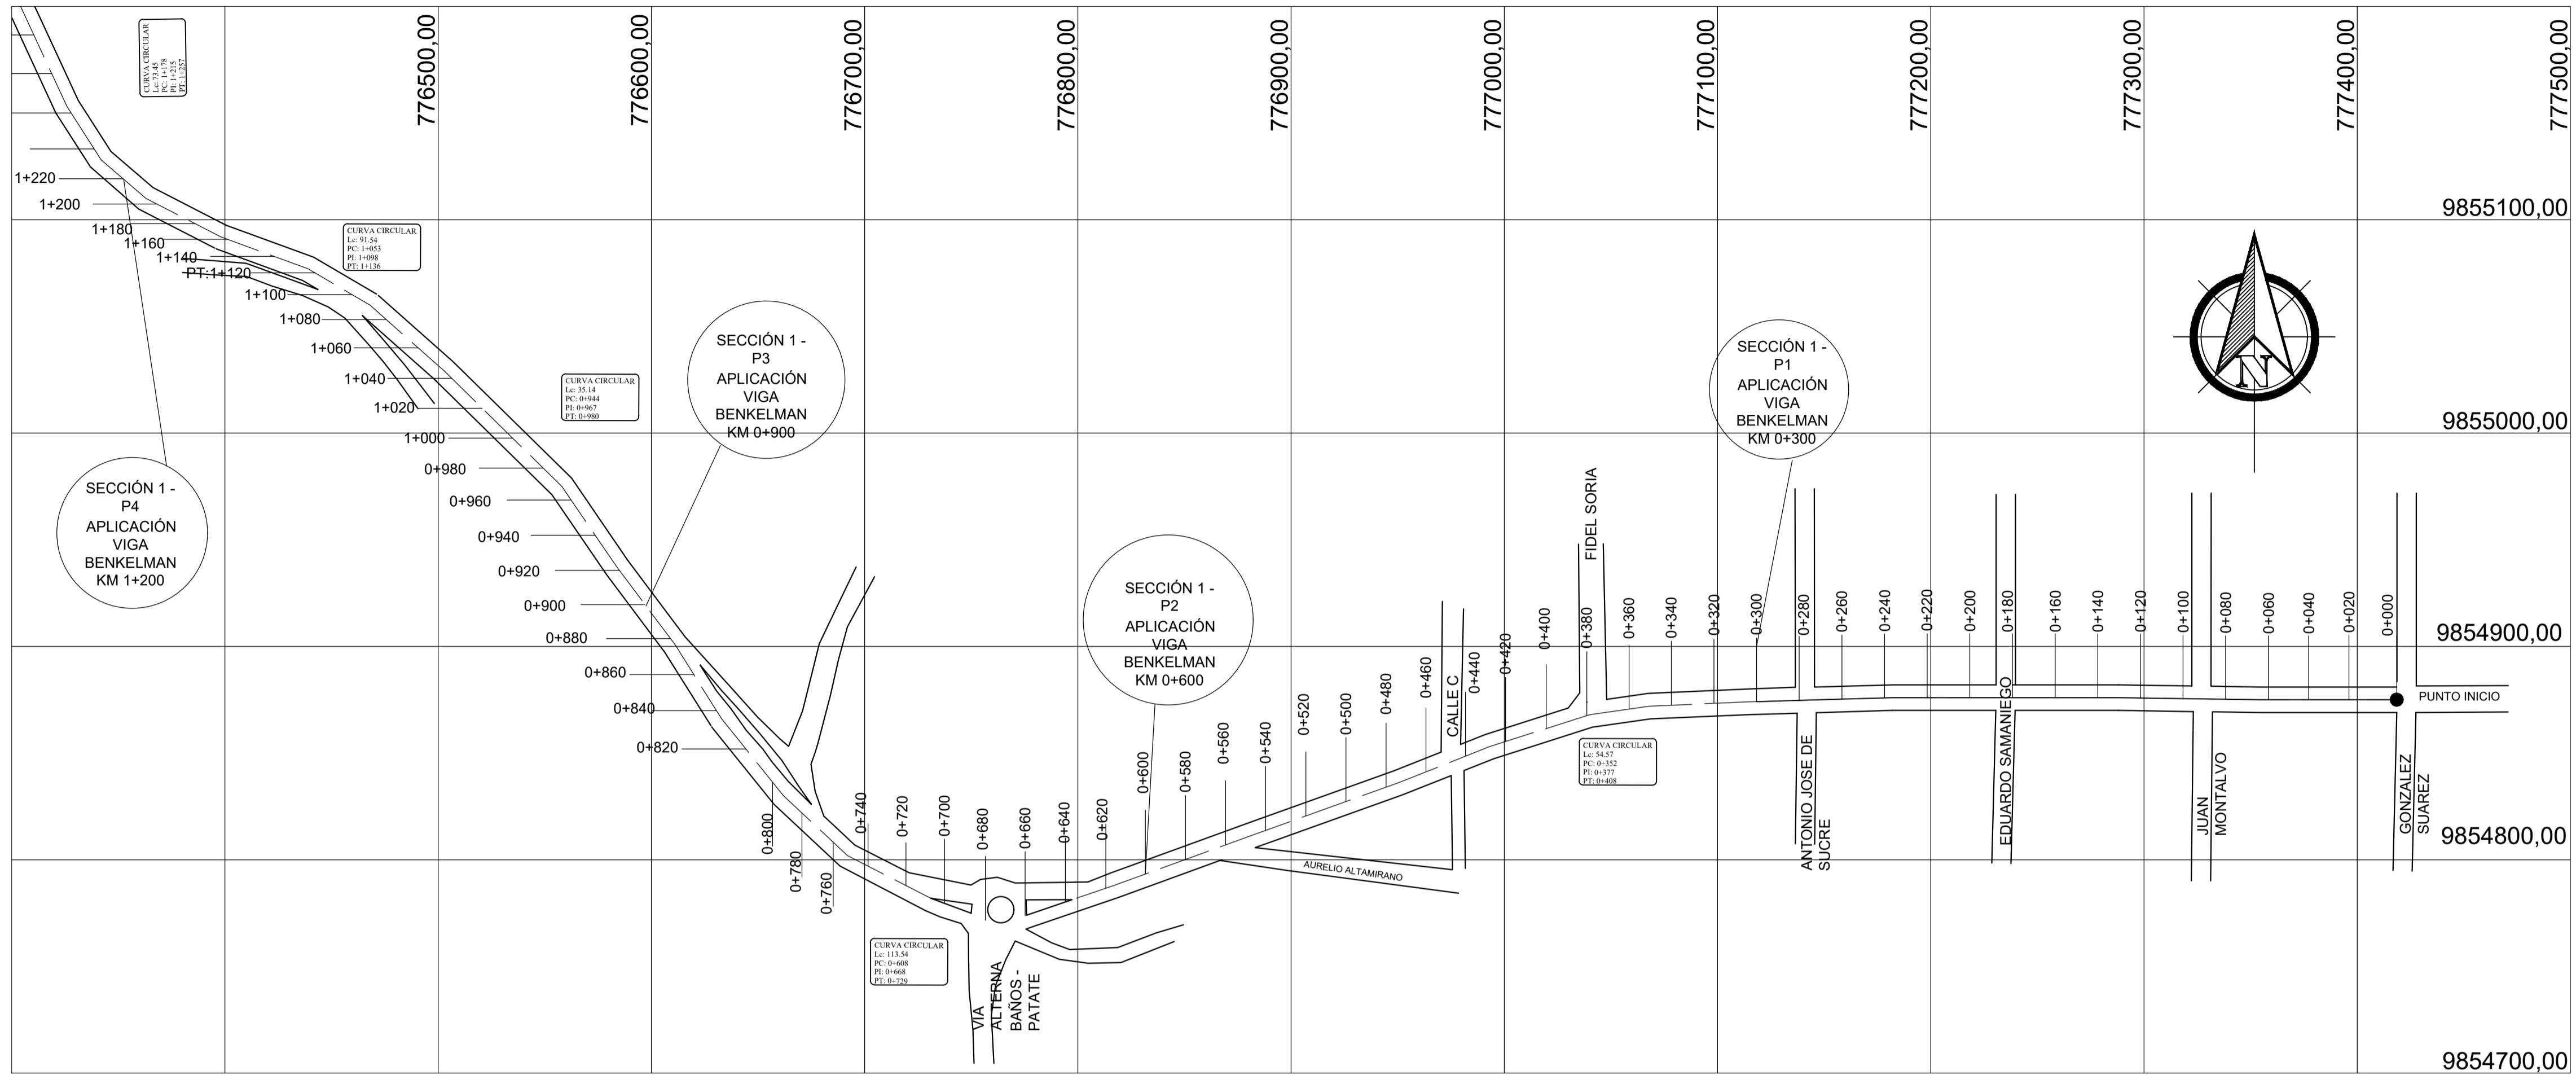 776500,00
776600,00
776700,00
776800,00
776900,00
777000,00
777100,00
777200,00
777300,00
777400,00
777500,00
9855100,00
9855000,00
9854900,00
9854800,00
9854700,00
CURVA CIRCULAR
Lc: 73.45
PC: 1+178
PI: 1+215
PT: 1+257
CURVA CIRCULAR
Lc: 91.54
PC: 1+053
PI: 1+098
PT: 1+136
CURVA CIRCULAR
Lc: 35.14
PC: 0+944
PI: 0+967
PT: 0+980
CURVA CIRCULAR
Lc: 113.54
PC: 0+608
PI: 0+668
PT: 0+729
CURVA CIRCULAR
Lc: 54.57
PC: 0+352
PI: 0+377
PT: 0+408
SECCIÓN 1 -
P4
APLICACIÓN
VIGA
BENKELMAN
KM 1+200
SECCIÓN 1 -
P3
APLICACIÓN
VIGA
BENKELMAN
KM 0+900
SECCIÓN 1 -
P2
APLICACIÓN
VIGA
BENKELMAN
KM 0+600
SECCIÓN 1 -
P1
APLICACIÓN
VIGA
BENKELMAN
KM 0+300
N
1+220
1+200
1+180
1+160
1+140
PT:1+120
1+100
1+080
1+060
1+040
1+020
1+000
0+980
0+960
0+940
0+920
0+900
0+880
0+860
0+840
0+820
0+800
0+780
0+760
0+740
0+720
0+700
0+680
0+660
0+640
0+620
0+600
0+580
0+560
0+540
0+520
0+500
0+480
0+460
0+440
0+420
0+400
0+380
0+360
0+340
0+320
0+300
0+280
0+260
0+240
0+220
0+200
0+180
0+160
0+140
0+120
0+100
0+080
0+060
0+040
0+020
0+000
PUNTO INICIO
VIA
ALTERNA
BAÑOS -
PATATE
AURELIO ALTAMIRANO
CALLE C
FIDEL SORIA
ANTONIO JOSE DE
SUCRE
EDUARDO SAMANIEGO
JUAN
MONTALVO
GONZALEZ
SUAREZ